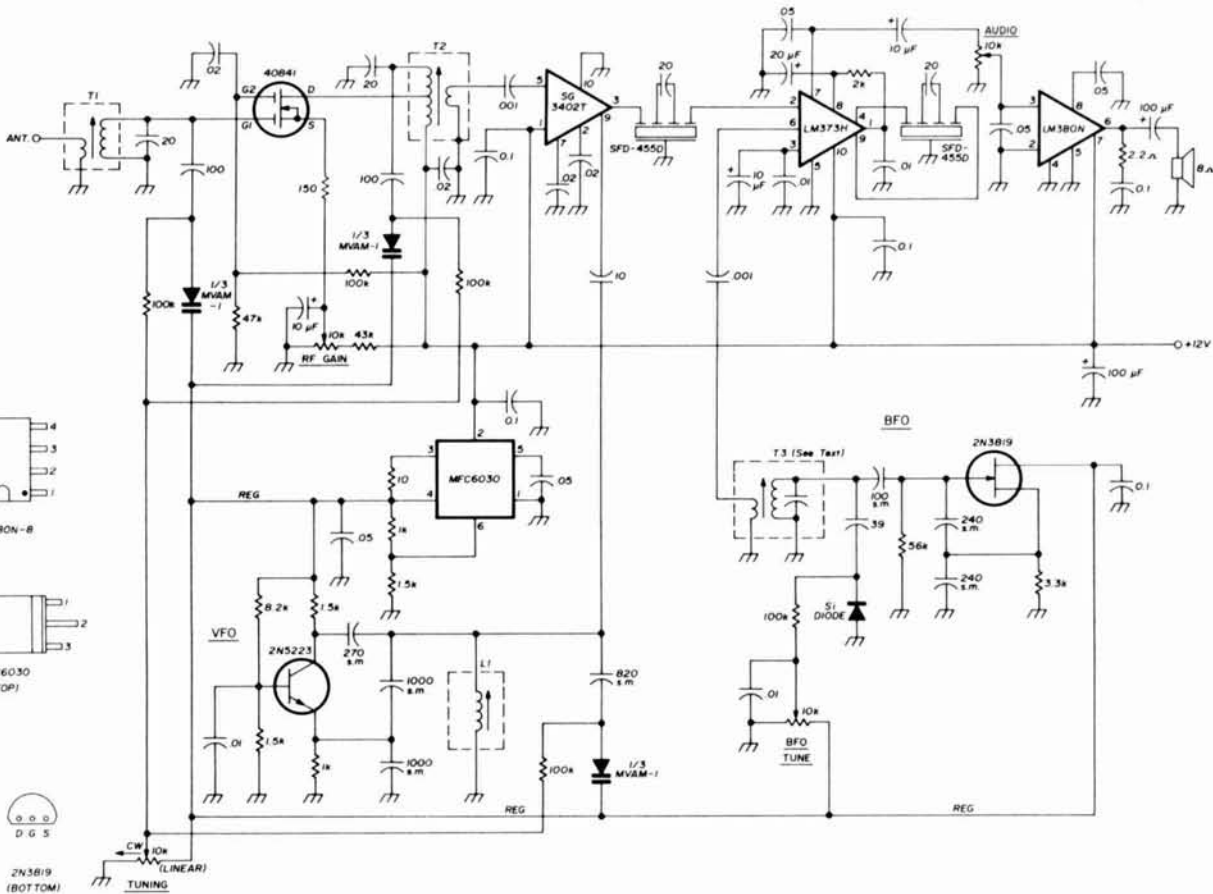 ANT.
T1
20
.02
G2
G1
40841
D
S
100
150
1/3
MVAM
-1
100k
47k
10 µF
10k
43k
RF GAIN
20
T2
.02
.02
100
1/3
MVAM-1
100k
100k
.001
0.1
5
1
SG
3402T
10
3
9
2
7
.02
.02
20
SFD-455D
10
.05
20 µF
10 µF
2k
7
8
2
6
3
LM373H
4
1
9
5
10
10 µF
.01
20
SFD-
455D
.01
0.1
AUDIO
10k
.05
3
2
LM380N
8
6
7
4
5
.05
100 µF
2.2Ω
0.1
8Ω
+12V
100 µF
.001
0.1
2
3
4
MFC6030
5
1
6
.05
10
1k
1.5k
.05
REG
VFO
8.2k
1.5k
2N5223
.01
1.5k
1k
270
s.m
1000
s.m
1000
s.m
L1
820
s.m
100k
1/3
MVAM-1
REG
REG
CW
10k
(LINEAR)
TUNING
BFO
T3 (See Text)
100
s.m.
39
56k
240
s.m.
240
s.m.
2N3819
3.3k
0.1
100k
Si
DIODE
.01
10k
BFO
TUNE
4
3
2
1
80N-8
1
2
3
6030
OP)
D G S
2N3819
(BOTTOM)